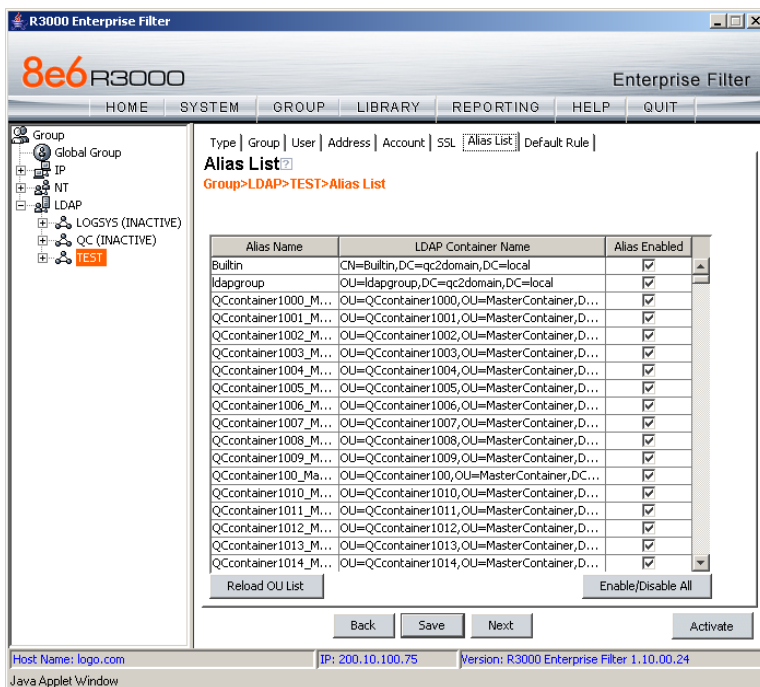 R3000 Enterprise Filter
8e6 R3000
Enterprise Filter
HOME SYSTEM GROUP LIBRARY REPORTING HELP QUIT
Group
Global Group
IP
NT
LDAP
LOGSYS (INACTIVE)
QC (INACTIVE)
TEST
Type | Group | User | Address | Account | SSL | Alias List | Default Rule |
Alias List ?
Group>LDAP>TEST>Alias List
Alias Name LDAP Container Name Alias Enabled
Builtin CN=Builtin,DC=qc2domain,DC=local
ldapgroup OU=ldapgroup,DC=qc2domain,DC=local
QCcontainer1000_M... OU=QCcontainer1000,OU=MasterContainer,D...
QCcontainer1001_M... OU=QCcontainer1001,OU=MasterContainer,D...
QCcontainer1002_M... OU=QCcontainer1002,OU=MasterContainer,D...
QCcontainer1003_M... OU=QCcontainer1003,OU=MasterContainer,D...
QCcontainer1004_M... OU=QCcontainer1004,OU=MasterContainer,D...
QCcontainer1005_M... OU=QCcontainer1005,OU=MasterContainer,D...
QCcontainer1006_M... OU=QCcontainer1006,OU=MasterContainer,D...
QCcontainer1007_M... OU=QCcontainer1007,OU=MasterContainer,D...
QCcontainer1008_M... OU=QCcontainer1008,OU=MasterContainer,D...
QCcontainer1009_M... OU=QCcontainer1009,OU=MasterContainer,D...
QCcontainer100_Ma... OU=QCcontainer100,OU=MasterContainer,DC...
QCcontainer1010_M... OU=QCcontainer1010,OU=MasterContainer,D...
QCcontainer1011_M... OU=QCcontainer1011,OU=MasterContainer,D...
QCcontainer1012_M... OU=QCcontainer1012,OU=MasterContainer,D...
QCcontainer1013_M... OU=QCcontainer1013,OU=MasterContainer,D...
QCcontainer1014_M... OU=QCcontainer1014,OU=MasterContainer,D...
Reload OU List Enable/Disable All
Back Save Next Activate
Host Name: logo.com IP: 200.10.100.75 Version: R3000 Enterprise Filter 1.10.00.24
Java Applet Window